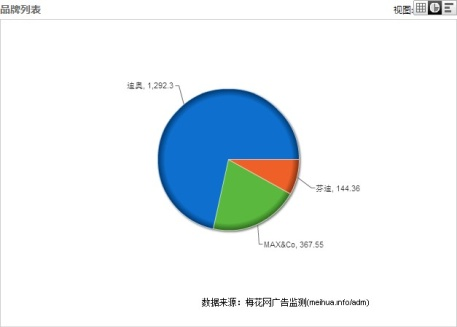 品牌列表
视图:
迪奥, 1,292.3
芬迪, 144.36
MAX&Co, 367.55
数据来源：梅花网广告监测(meihua.info/adm)